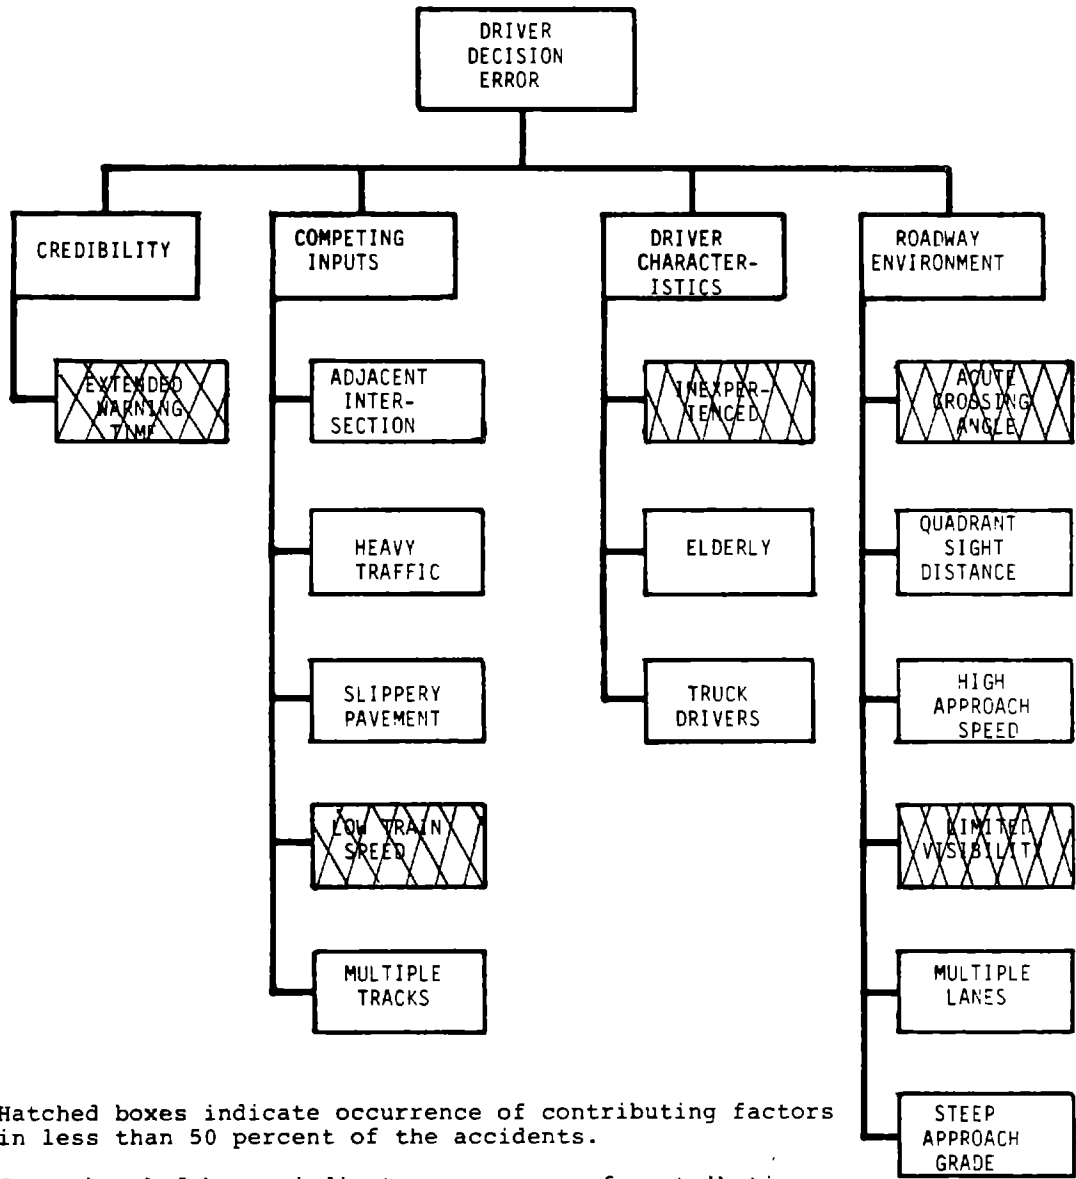 DRIVER
DECISION
ERROR
CREDIBILITY
COMPETING
INPUTS
DRIVER
CHARACTER-
ISTICS
ROADWAY
ENVIRONMENT
EXTENDED
WARNING
TIME
ADJACENT
INTER-
SECTION
INEXPER-
IENCED
ACUTE
CROSSING
ANGLE
HEAVY
TRAFFIC
ELDERLY
QUADRANT
SIGHT
DISTANCE
SLIPPERY
PAVEMENT
TRUCK
DRIVERS
HIGH
APPROACH
SPEED
LOW TRAIN
SPEED
LIMITED
VISIBILITY
MULTIPLE
TRACKS
MULTIPLE
LANES
STEEP
APPROACH
GRADE
Hatched boxes indicate occurrence of contributing factors
in less than 50 percent of the accidents.